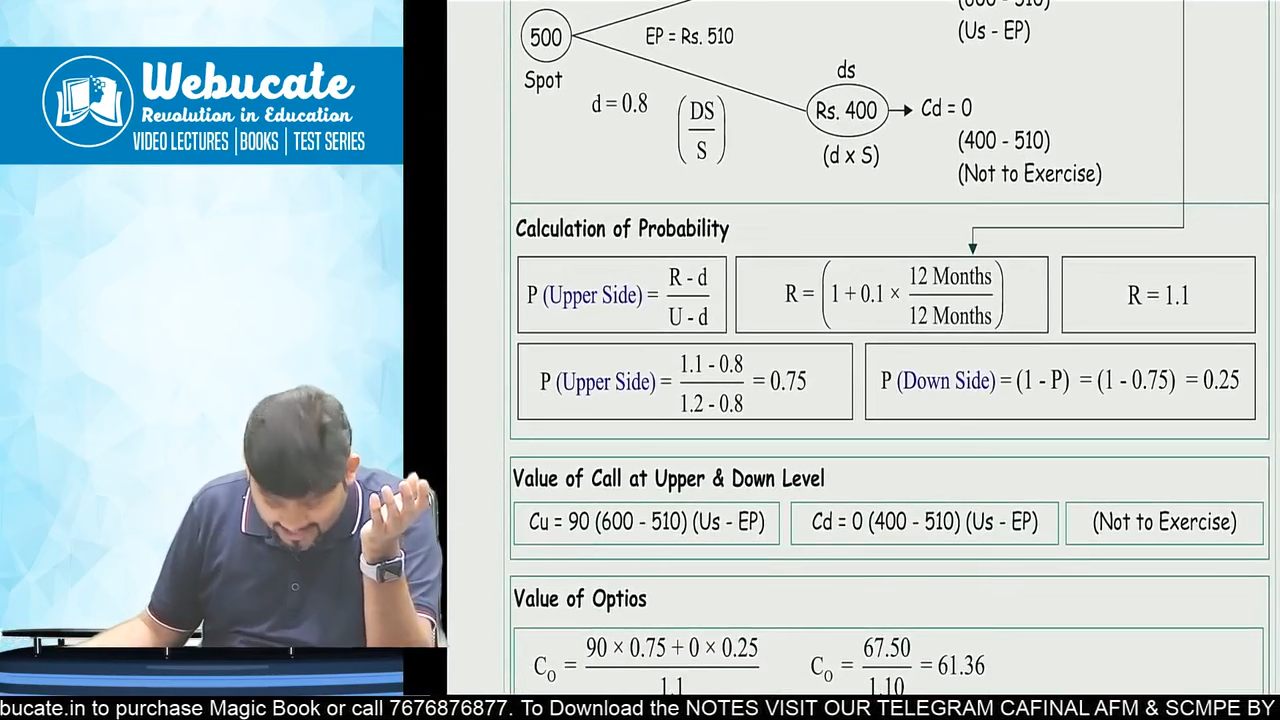 Webucate
Revolution in Education
VIDEO LECTURES | BOOKS | TEST SERIES
500
Spot
EP = Rs. 510
d = 0.8 (DS/S)
ds
Rs. 400
(d x S)
(600 - 510)
(Us - EP)
Cd = 0
(400 - 510)
(Not to Exercise)
Calculation of Probability
P (Upper Side) = (R - d)/(U - d)
R = (1 + 0.1 × 12 Months/12 Months)
R = 1.1
P (Upper Side) = (1.1 - 0.8)/(1.2 - 0.8) = 0.75
P (Down Side) = (1 - P) = (1 - 0.75) = 0.25
Value of Call at Upper & Down Level
Cu = 90 (600 - 510) (Us - EP)
Cd = 0 (400 - 510) (Us - EP)
(Not to Exercise)
Value of Optios
C₀ = (90 × 0.75 + 0 × 0.25)/1.1
C₀ = 67.50/1.10 = 61.36
bucate.in to purchase Magic Book or call 7676876877. To Download the NOTES VISIT OUR TELEGRAM CAFINAL AFM & SCMPE BY